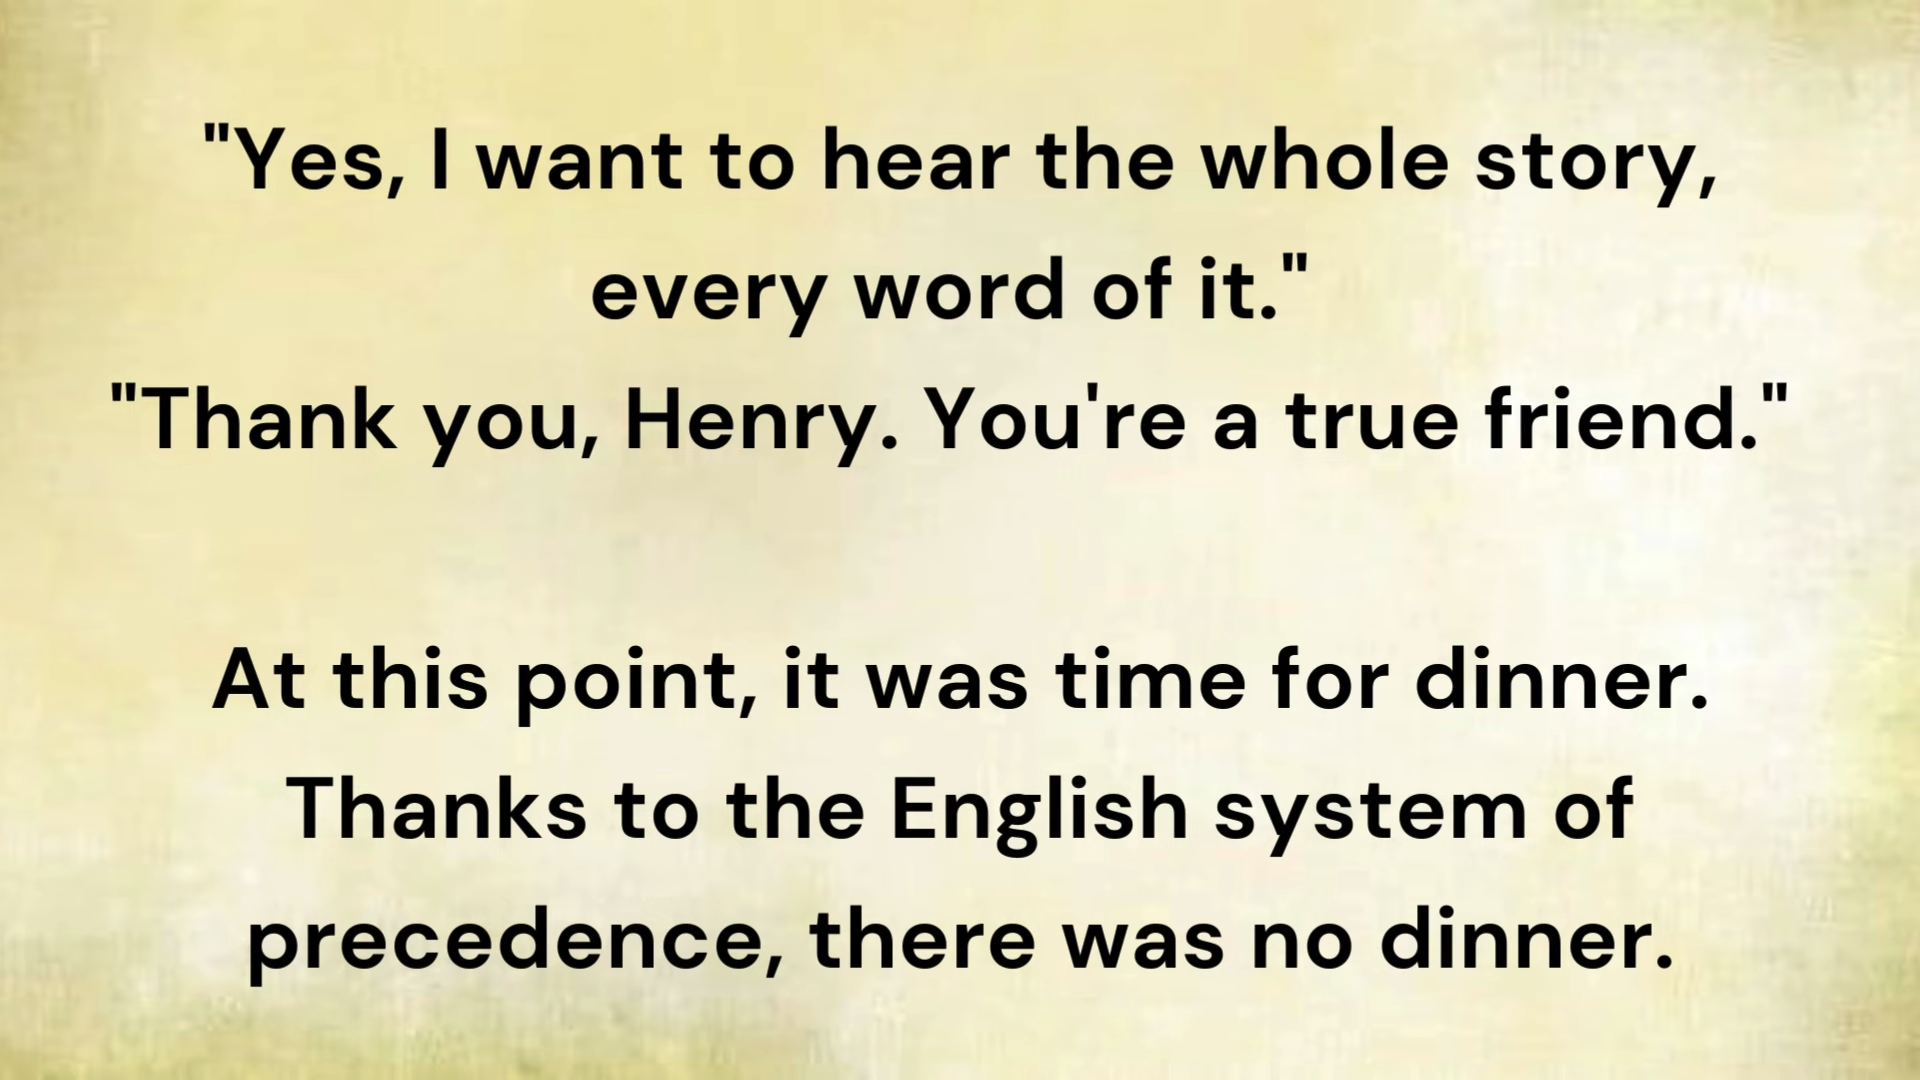 "Yes, I want to hear the whole story,
every word of it."
"Thank you, Henry. You're a true friend."
At this point, it was time for dinner.
Thanks to the English system of
precedence, there was no dinner.